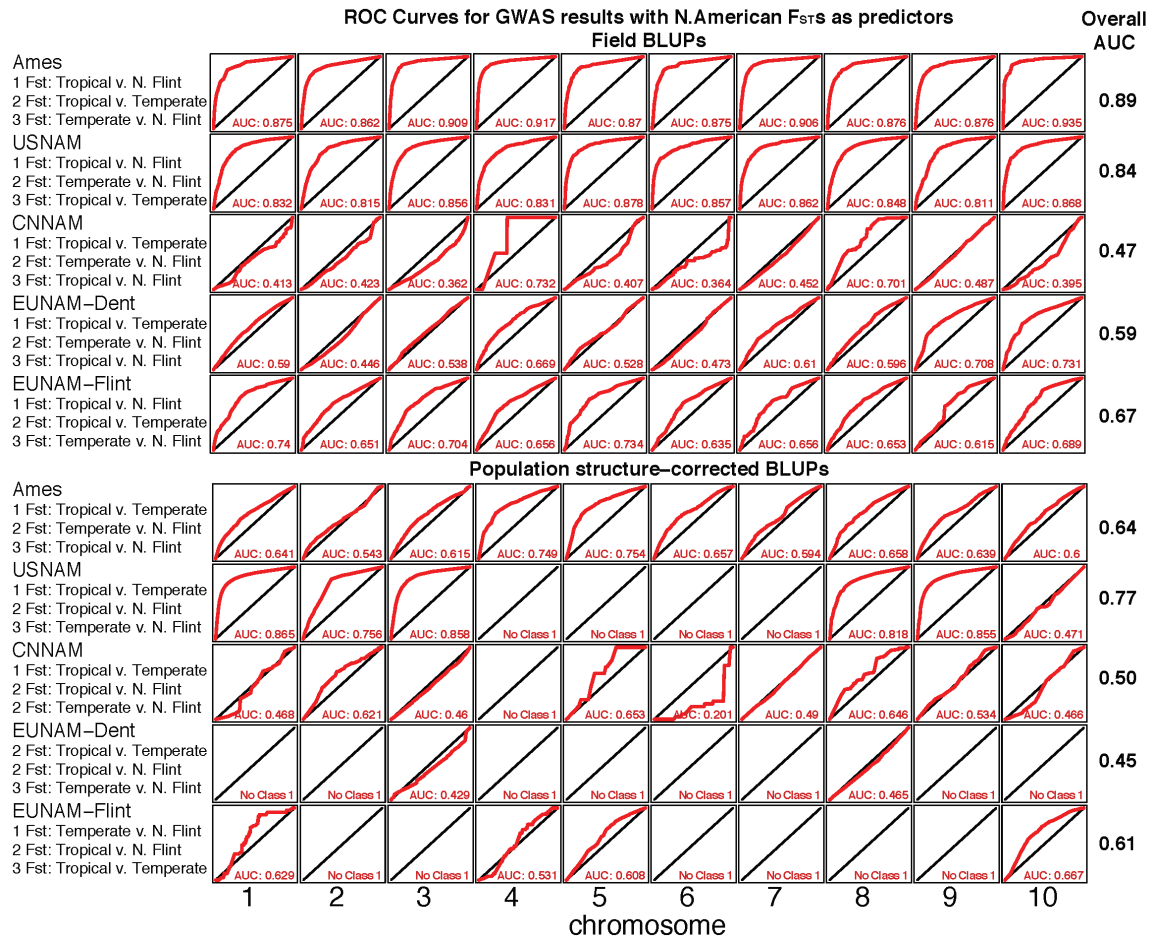 ROC Curves for GWAS results with N.American FSTs as predictors
Overall
AUC
Field BLUPs
Ames
1 Fst: Tropical v. N. Flint
2 Fst: Tropical v. Temperate
3 Fst: Temperate v. N. Flint
AUC: 0.875 AUC: 0.862 AUC: 0.909 AUC: 0.917 AUC: 0.87 AUC: 0.875 AUC: 0.906 AUC: 0.876 AUC: 0.876 AUC: 0.935
0.89
USNAM
1 Fst: Tropical v. N. Flint
2 Fst: Temperate v. N. Flint
3 Fst: Tropical v. Temperate
AUC: 0.832 AUC: 0.815 AUC: 0.856 AUC: 0.831 AUC: 0.878 AUC: 0.857 AUC: 0.862 AUC: 0.848 AUC: 0.811 AUC: 0.868
0.84
CNNAM
1 Fst: Tropical v. Temperate
2 Fst: Temperate v. N. Flint
3 Fst: Tropical v. N. Flint
AUC: 0.413 AUC: 0.423 AUC: 0.362 AUC: 0.732 AUC: 0.407 AUC: 0.364 AUC: 0.452 AUC: 0.701 AUC: 0.487 AUC: 0.395
0.47
EUNAM-Dent
1 Fst: Tropical v. Temperate
2 Fst: Temperate v. N. Flint
3 Fst: Tropical v. N. Flint
AUC: 0.59 AUC: 0.446 AUC: 0.538 AUC: 0.669 AUC: 0.528 AUC: 0.473 AUC: 0.61 AUC: 0.596 AUC: 0.708 AUC: 0.731
0.59
EUNAM-Flint
1 Fst: Tropical v. N. Flint
2 Fst: Tropical v. Temperate
3 Fst: Temperate v. N. Flint
AUC: 0.74 AUC: 0.651 AUC: 0.704 AUC: 0.656 AUC: 0.734 AUC: 0.635 AUC: 0.656 AUC: 0.653 AUC: 0.615 AUC: 0.689
0.67
Population structure-corrected BLUPs
Ames
1 Fst: Tropical v. Temperate
2 Fst: Temperate v. N. Flint
3 Fst: Tropical v. N. Flint
AUC: 0.641 AUC: 0.543 AUC: 0.615 AUC: 0.749 AUC: 0.754 AUC: 0.657 AUC: 0.594 AUC: 0.658 AUC: 0.639 AUC: 0.6
0.64
USNAM
1 Fst: Tropical v. Temperate
2 Fst: Tropical v. N. Flint
3 Fst: Temperate v. N. Flint
AUC: 0.865 AUC: 0.756 AUC: 0.858 No Class 1 No Class 1 No Class 1 No Class 1 AUC: 0.818 AUC: 0.855 AUC: 0.471
0.77
CNNAM
1 Fst: Tropical v. Temperate
2 Fst: Tropical v. N. Flint
2 Fst: Temperate v. N. Flint
AUC: 0.468 AUC: 0.621 AUC: 0.46 No Class 1 AUC: 0.653 AUC: 0.201 AUC: 0.49 AUC: 0.646 AUC: 0.534 AUC: 0.466
0.50
EUNAM-Dent
2 Fst: Tropical v. Temperate
2 Fst: Tropical v. N. Flint
3 Fst: Temperate v. N. Flint
No Class 1 No Class 1 AUC: 0.429 No Class 1 No Class 1 No Class 1 No Class 1 AUC: 0.465 No Class 1 No Class 1
0.45
EUNAM-Flint
1 Fst: Temperate v. N. Flint
2 Fst: Tropical v. N. Flint
3 Fst: Tropical v. Temperate
AUC: 0.629 No Class 1 No Class 1 AUC: 0.531 AUC: 0.608 No Class 1 No Class 1 No Class 1 No Class 1 AUC: 0.667
0.61
1 2 3 4 5 6 7 8 9 10
chromosome